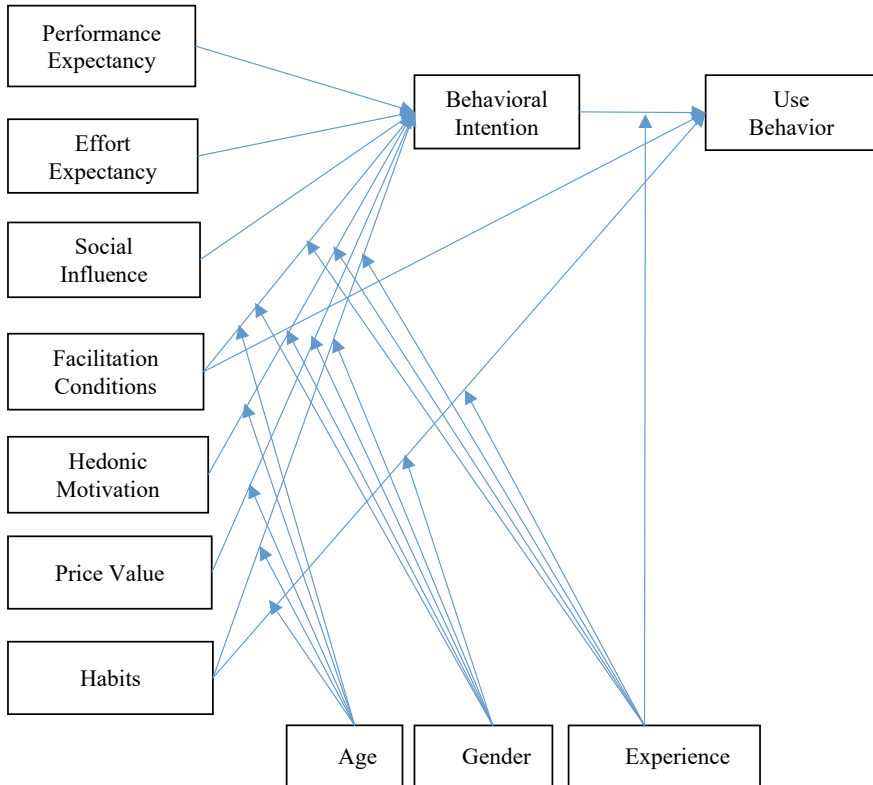 Performance
Expectancy
Behavioral
Intention
Use
Behavior
Effort
Expectancy
Social
Influence
Facilitation
Conditions
Hedonic
Motivation
Price Value
Habits
Age
Gender
Experience